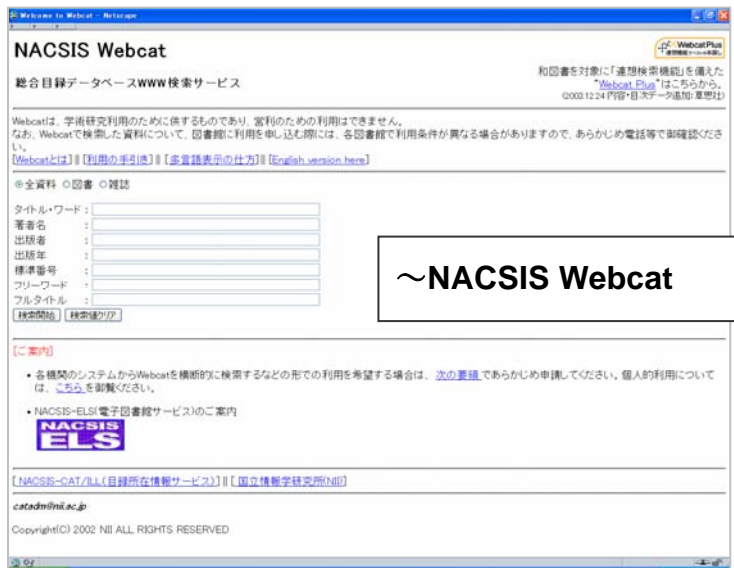 Welcome to Webcat - Netscape
NACSIS Webcat
Webcat Plus
総合目録データベースWWW検索サービス
和図書を対象に「連想検索機能」を備えた
"Webcat Plus"はこちらから。
(2003.12.24 内容・目次データ追加:草思社)
Webcatは、学術研究利用のために供するものであり、営利のための利用はできません。
なお、Webcatで検索した資料について、図書館に利用を申し込む際には、各図書館で利用条件が異なる場合がありますので、あらかじめ電話等で御確認くださ
い。
[Webcatとは] || [利用の手引き] || [多言語表示の仕方] || [English version here]
全資料 図書 雑誌
タイトル・ワード :
著者名 :
出版者 :
出版年 :
標準番号 :
フリーワード :
フルタイトル :
検索開始 検索値クリア
~NACSIS Webcat
[ご案内]
• 各機関のシステムからWebcatを横断的に検索するなどの形での利用を希望する場合は、次の要領であらかじめ申請してください。個人的利用について
は、こちらを御覧ください。
• NACSIS-ELS(電子図書館サービス)のご案内
NACSIS
ELS
[ NACSIS-CAT/ILL(目録所在情報サービス)] || [ 国立情報学研究所(NII)]
catadm@nii.ac.jp
Copyright(C) 2002 NII ALL RIGHTS RESERVED